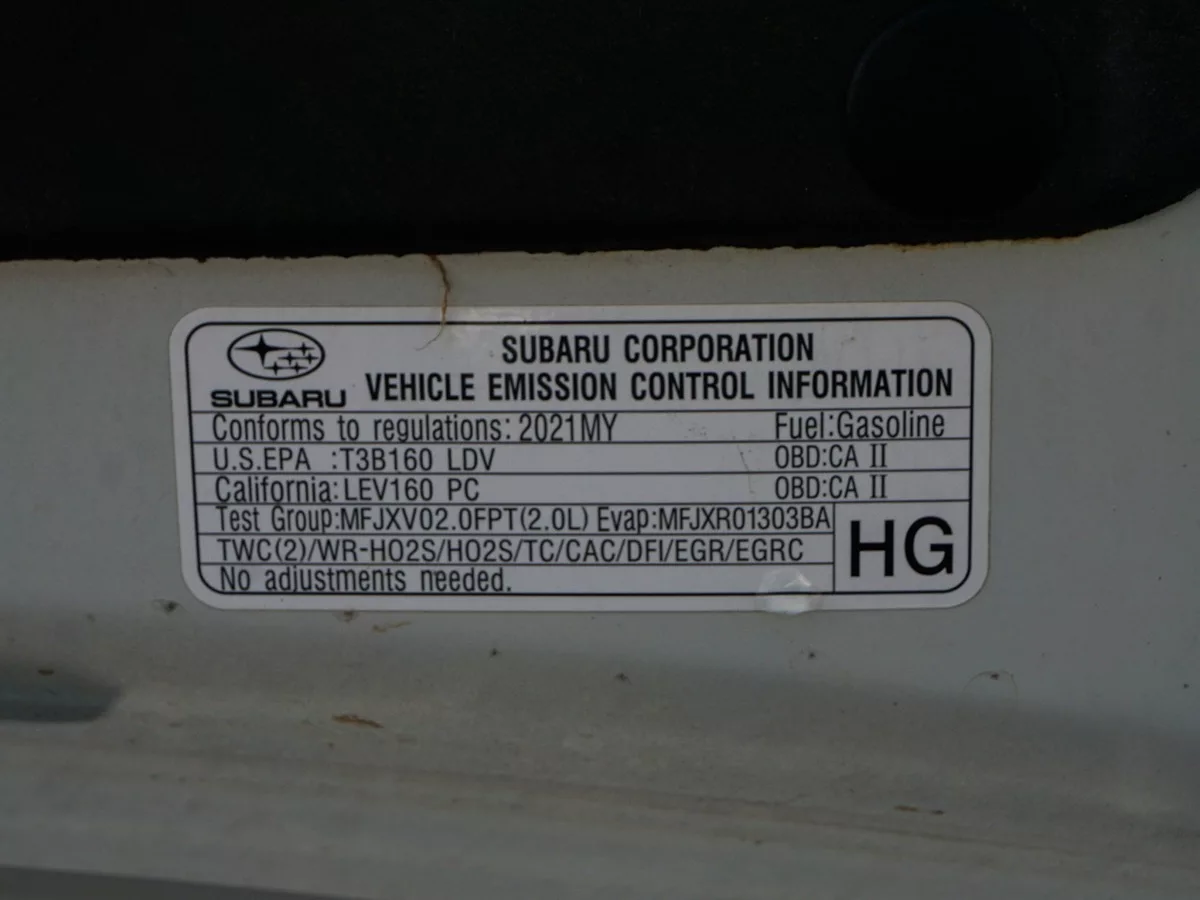 SUBARU CORPORATION
SUBARU VEHICLE EMISSION CONTROL INFORMATION
Conforms to regulations: 2021MY Fuel:Gasoline
U.S.EPA :T3B160 LDV OBD:CA II
California:LEV160 PC OBD:CA II
Test Group:MFJXV02.0FPT(2.0L) Evap:MFJXR01303BA
TWC(2)/WR-HO2S/HO2S/TC/CAC/DFI/EGR/EGRC
HG
No adjustments needed.